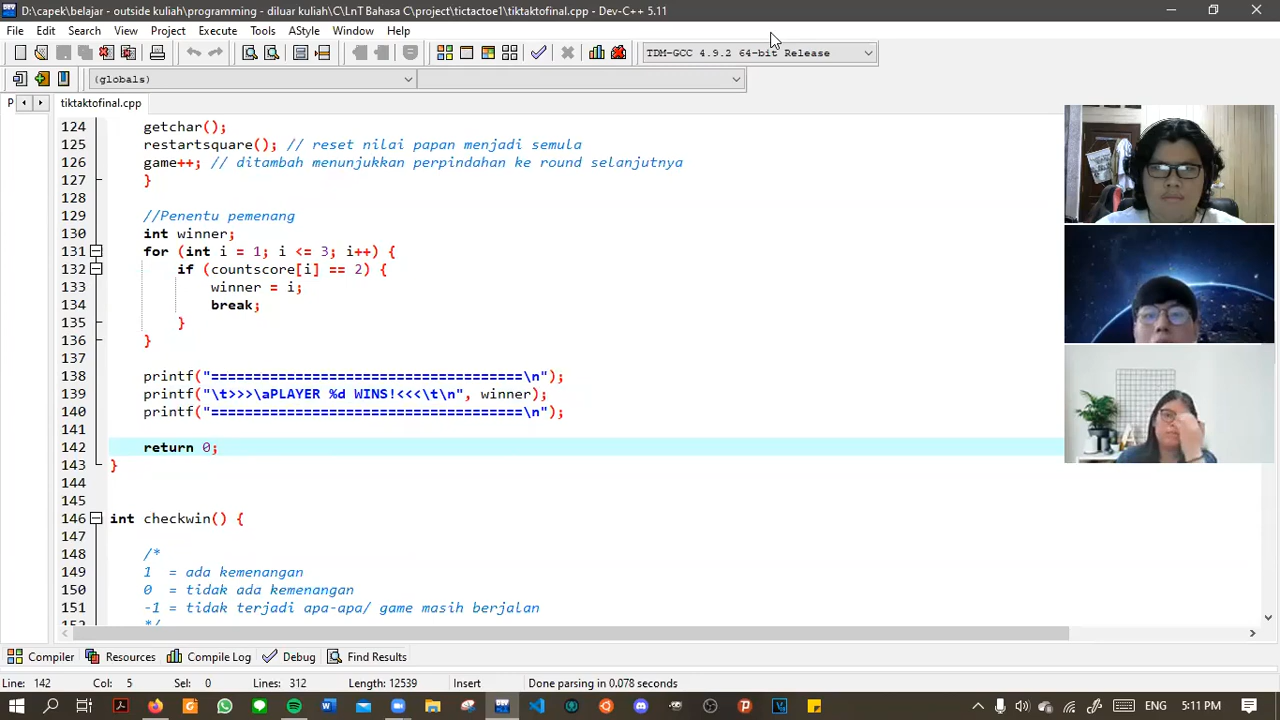 D:\capek\belajar - outside kuliah\programming - diluar kuliah\C\LnT Bahasa C\project\tictactoe1\tiktaktofinal.cpp - Dev-C++ 5.11
File Edit Search View Project Execute Tools AStyle Window Help
TDM-GCC 4.9.2 64-bit Release
(globals)
P tiktaktofinal.cpp
124 getchar();
125 restartsquare(); // reset nilai papan menjadi semula
126 game++; // ditambah menunjukkan perpindahan ke round selanjutnya
127 }
128
129 //Penentu pemenang
130 int winner;
131 for (int i = 1; i <= 3; i++) {
132 if (countscore[i] == 2) {
133 winner = i;
134 break;
135 }
136 }
137
138 printf("=====================================\n");
139 printf("\t>>>\aPLAYER %d WINS!<<<\t\n", winner);
140 printf("=====================================\n");
141
142 return 0;
143 }
144
145
146 int checkwin() {
147
148 /*
149 1 = ada kemenangan
150 0 = tidak ada kemenangan
151 -1 = tidak terjadi apa-apa/ game masih berjalan
152 */
Compiler Resources Compile Log Debug Find Results
Line: 142 Col: 5 Sel: 0 Lines: 312 Length: 12539 Insert Done parsing in 0.078 seconds
ENG 5:11 PM